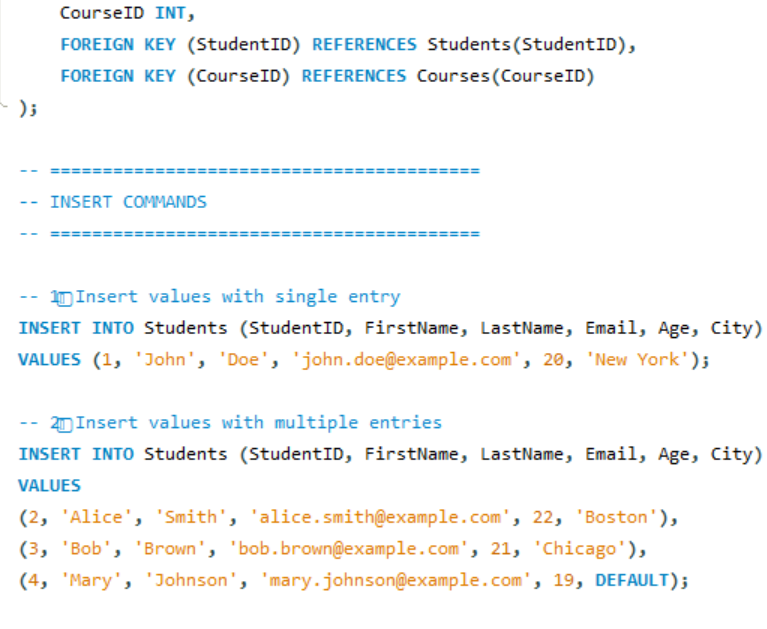 CourseID INT,
FOREIGN KEY (StudentID) REFERENCES Students(StudentID),
FOREIGN KEY (CourseID) REFERENCES Courses(CourseID)
);
-- =========================================
-- INSERT COMMANDS
-- =========================================
-- 1 Insert values with single entry
INSERT INTO Students (StudentID, FirstName, LastName, Email, Age, City)
VALUES (1, 'John', 'Doe', 'john.doe@example.com', 20, 'New York');
-- 2 Insert values with multiple entries
INSERT INTO Students (StudentID, FirstName, LastName, Email, Age, City)
VALUES
(2, 'Alice', 'Smith', 'alice.smith@example.com', 22, 'Boston'),
(3, 'Bob', 'Brown', 'bob.brown@example.com', 21, 'Chicago'),
(4, 'Mary', 'Johnson', 'mary.johnson@example.com', 19, DEFAULT);